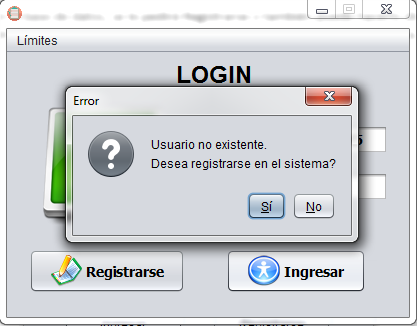 Límites
LOGIN
Error
Usuario no existente.
Desea registrarse en el sistema?
Sí
No
Registrarse
Ingresar